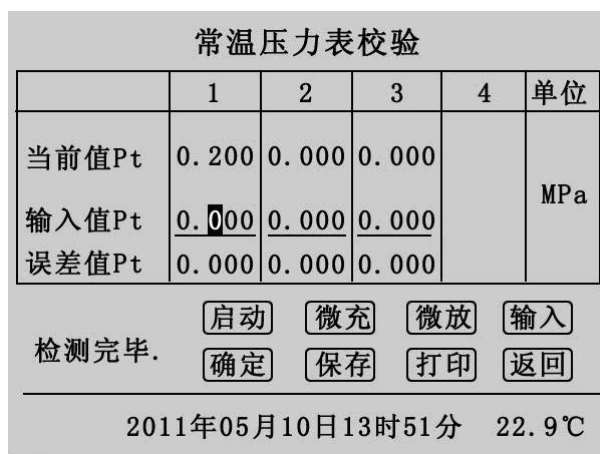 常温压力表校验
1 2 3 4 单位
当前值Pt 0.200 0.000 0.000
MPa
输入值Pt 0.000 0.000 0.000
误差值Pt 0.000 0.000 0.000
启动 微充 微放 输入
检测完毕.
确定 保存 打印 返回
2011年05月10日13时51分 22.9℃